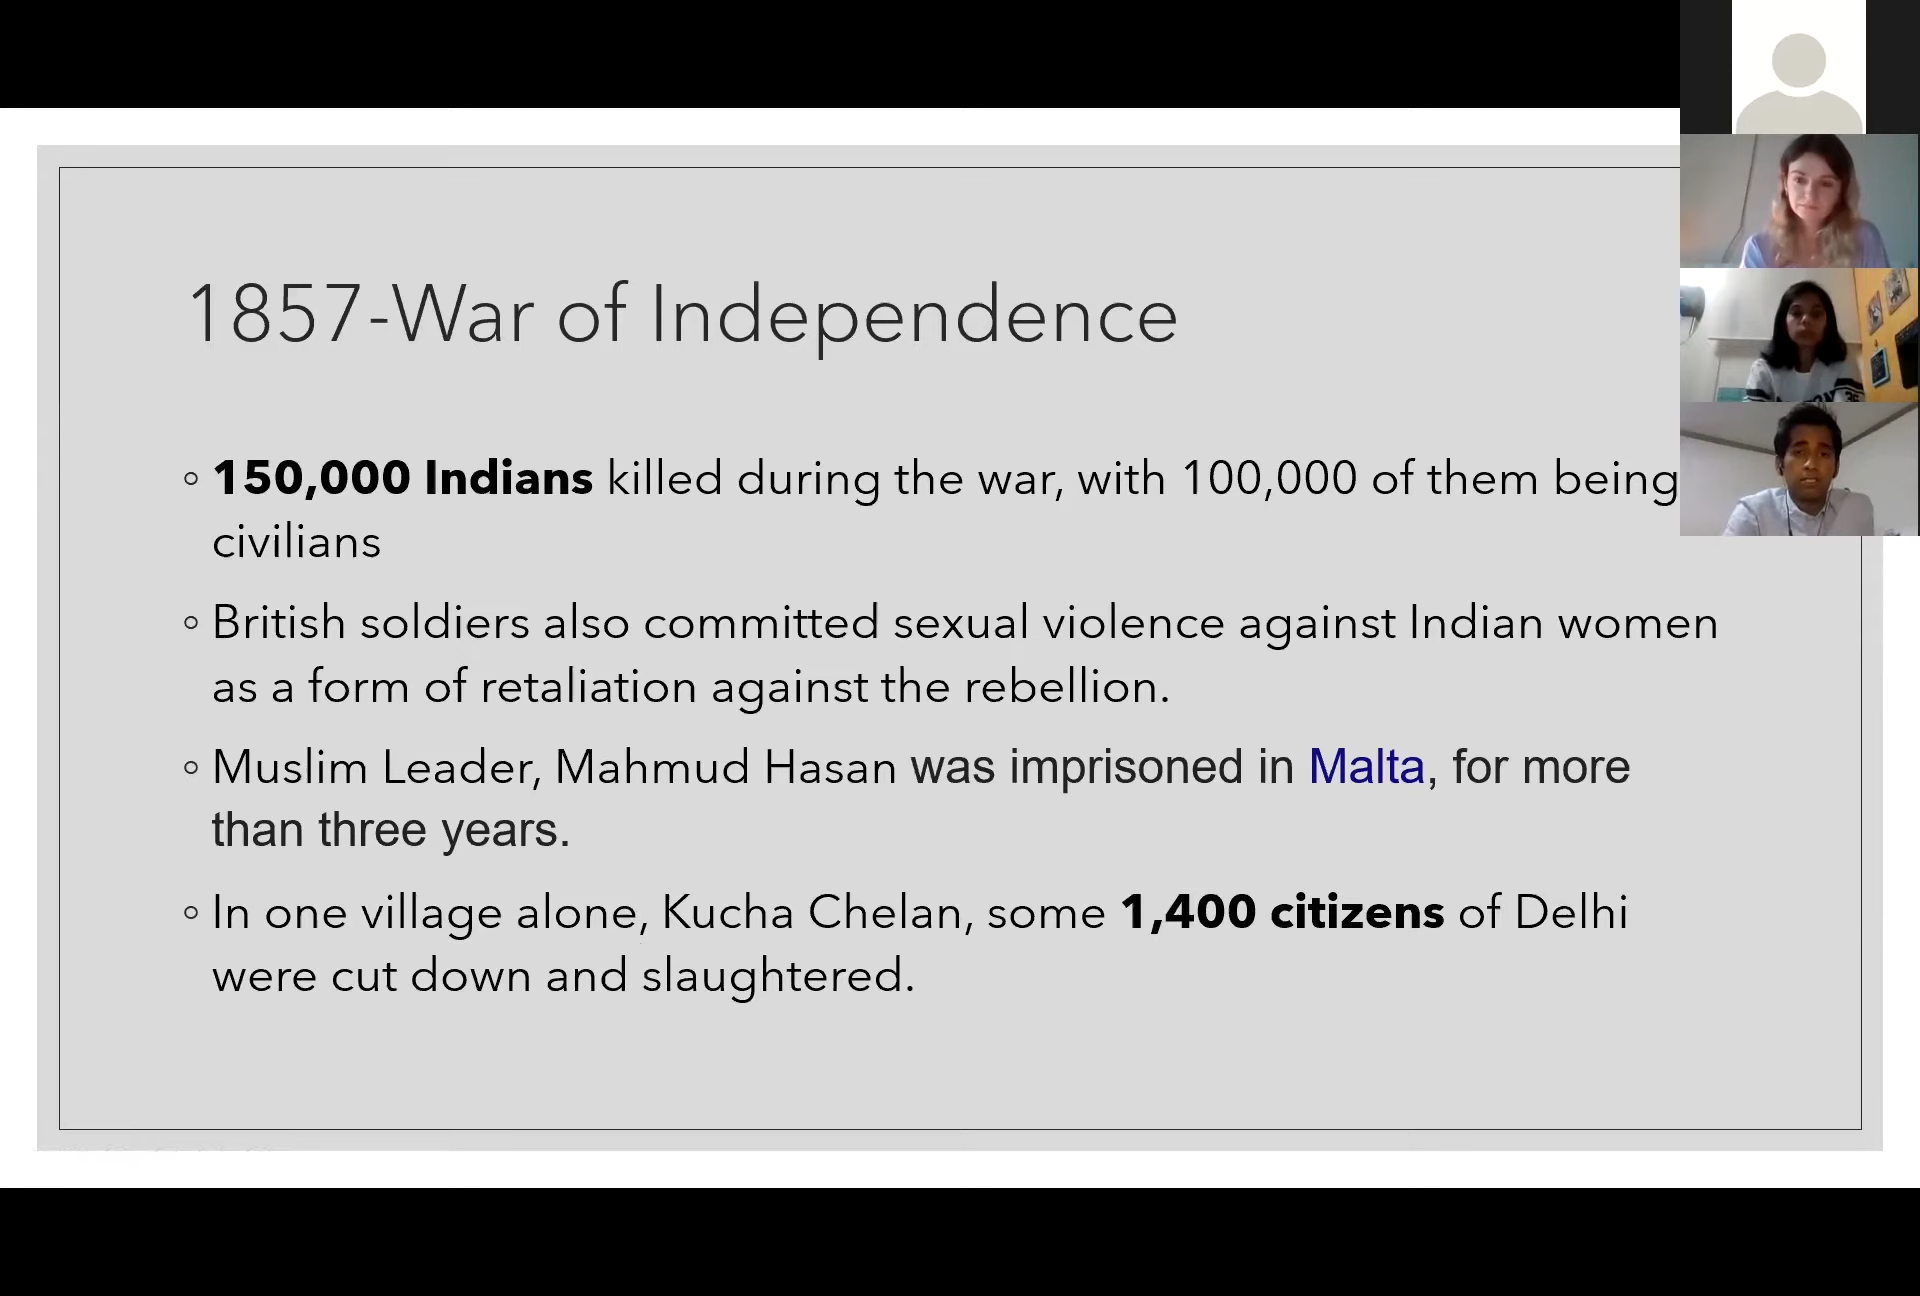 1857-War of Independence
◦ 150,000 Indians killed during the war, with 100,000 of them being
civilians
◦ British soldiers also committed sexual violence against Indian women
as a form of retaliation against the rebellion.
◦ Muslim Leader, Mahmud Hasan was imprisoned in Malta, for more
than three years.
◦ In one village alone, Kucha Chelan, some 1,400 citizens of Delhi
were cut down and slaughtered.